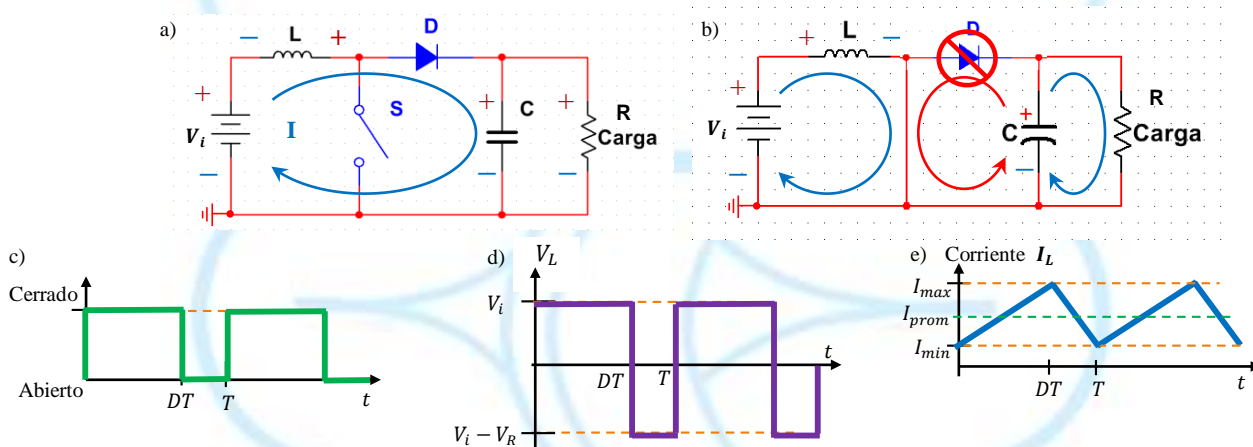 a)
L
D
S
I
V_i
C
R
Carga
+
−
+
−
+
−
+
−
b)
L
D
V_i
C
R
Carga
+
−
+
−
+
−
c)
Cerrado
Abierto
DT
T
t
d)
V_L
V_i
DT
T
t
V_i − V_R
e) Corriente I_L
I_max
I_prom
I_min
DT
T
t